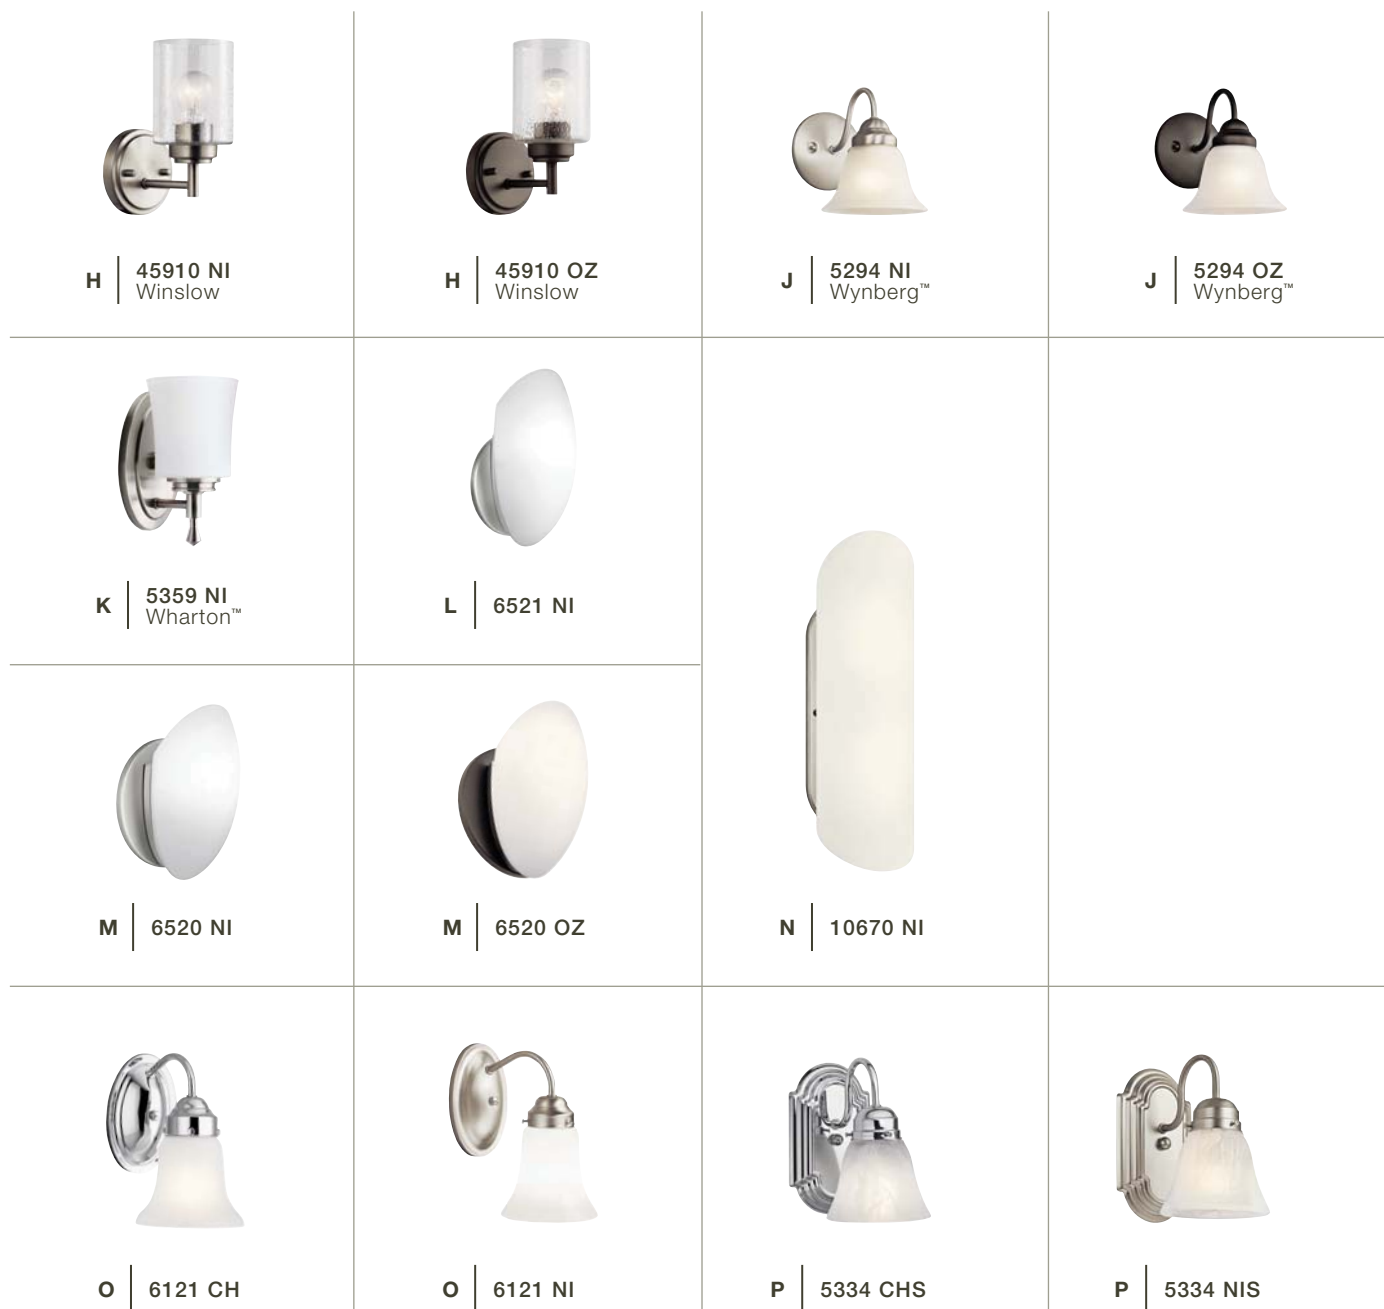 H
45910 NI
Winslow
H
45910 OZ
Winslow
J
5294 NI
Wynberg™
J
5294 OZ
Wynberg™
K
5359 NI
Wharton™
L
6521 NI
M
6520 NI
M
6520 OZ
N
10670 NI
O
6121 CH
O
6121 NI
P
5334 CHS
P
5334 NIS